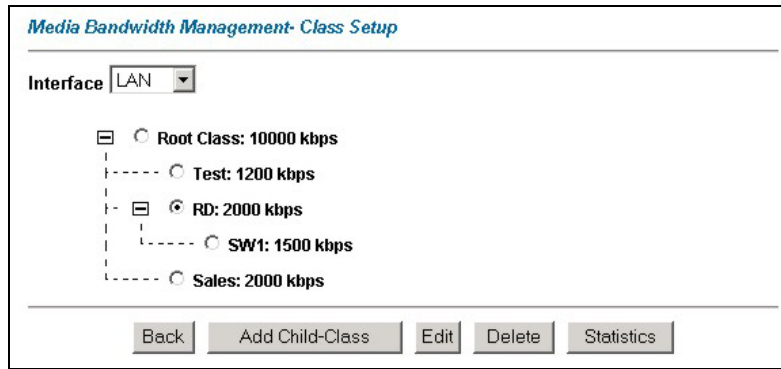 Media Bandwidth Management- Class Setup
Interface LAN
Root Class: 10000 kbps
Test: 1200 kbps
RD: 2000 kbps
SW1: 1500 kbps
Sales: 2000 kbps
Back Add Child-Class Edit Delete Statistics